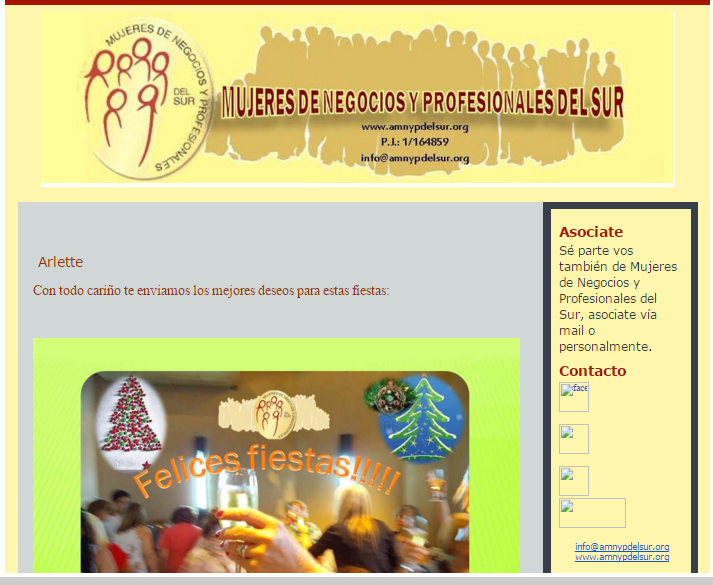 MUJERES DE NEGOCIOS Y PROFESIONALES
DEL
SUR
MUJERES DE NEGOCIOS Y PROFESIONALES DEL SUR
www.amnypdelsur.org
P.J.: 1/164859
info@amnypdelsur.org
Arlette
Con todo cariño te enviamos los mejores deseos para estas fiestas:
Felices fiestas!!!!!
Asociate
Sé parte vos
también de Mujeres
de Negocios y
Profesionales del
Sur, asociate vía
mail o
personalmente.
Contacto
face
info@amnypdelsur.org
www.amnypdelsur.org